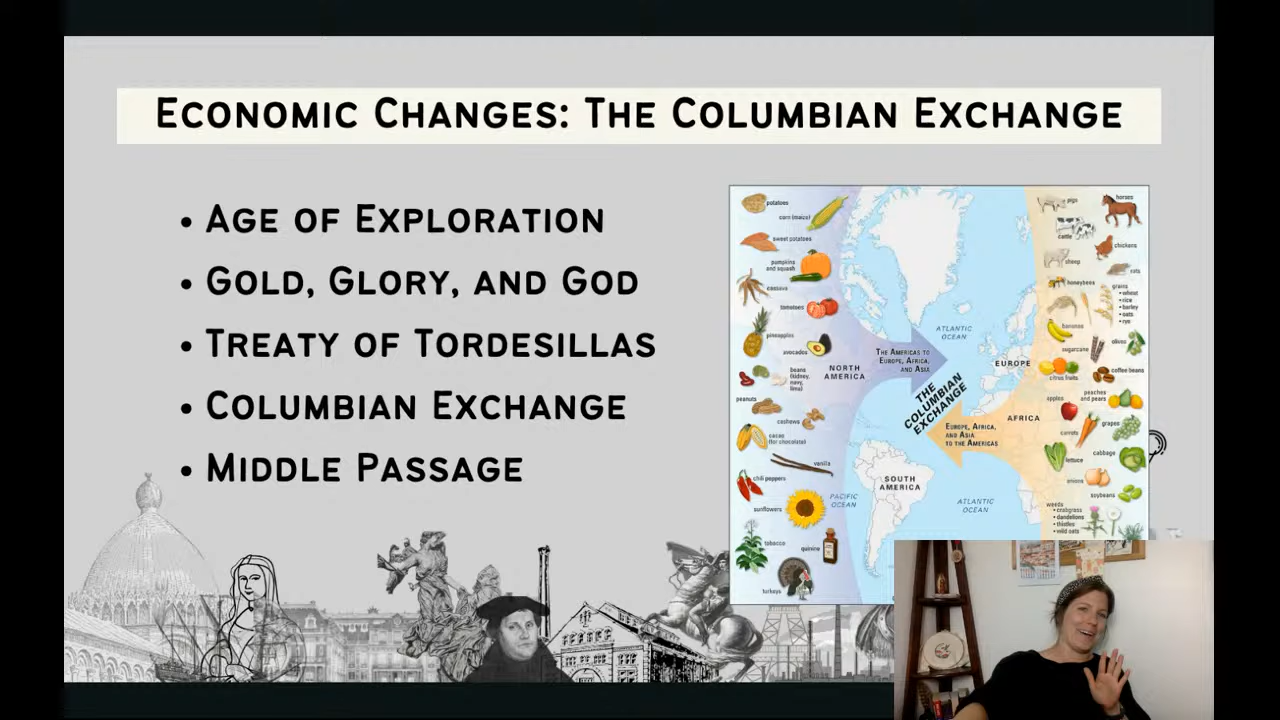 Economic Changes: The Columbian Exchange
• Age of Exploration
• Gold, Glory, and God
• Treaty of Tordesillas
• Columbian Exchange
• Middle Passage
potatoes
corn (maize)
sweet potatoes
pumpkins
and squash
cassava
tomatoes
pineapples
avocados
beans
(kidney,
navy,
lima)
peanuts
cashews
cacao
(for chocolate)
vanilla
chili peppers
sunflowers
tobacco
quinine
turkeys
NORTH
AMERICA
The Americas to
Europe, Africa,
and Asia
ATLANTIC
OCEAN
EUROPE
THE
COLUMBIAN
EXCHANGE
AFRICA
Europe, Africa,
and Asia
to the Americas
SOUTH
AMERICA
PACIFIC
OCEAN
ATLANTIC
OCEAN
pigs
horses
cattle
chickens
sheep
rats
honeybees
grains
• wheat
• rice
• barley
• oats
• rye
bananas
sugarcane
olives
citrus fruits
coffee beans
apples
peaches
and pears
carrots
grapes
lettuce
cabbage
onions
soybeans
weeds
• crabgrass
• dandelions
• thistles
• wild oats